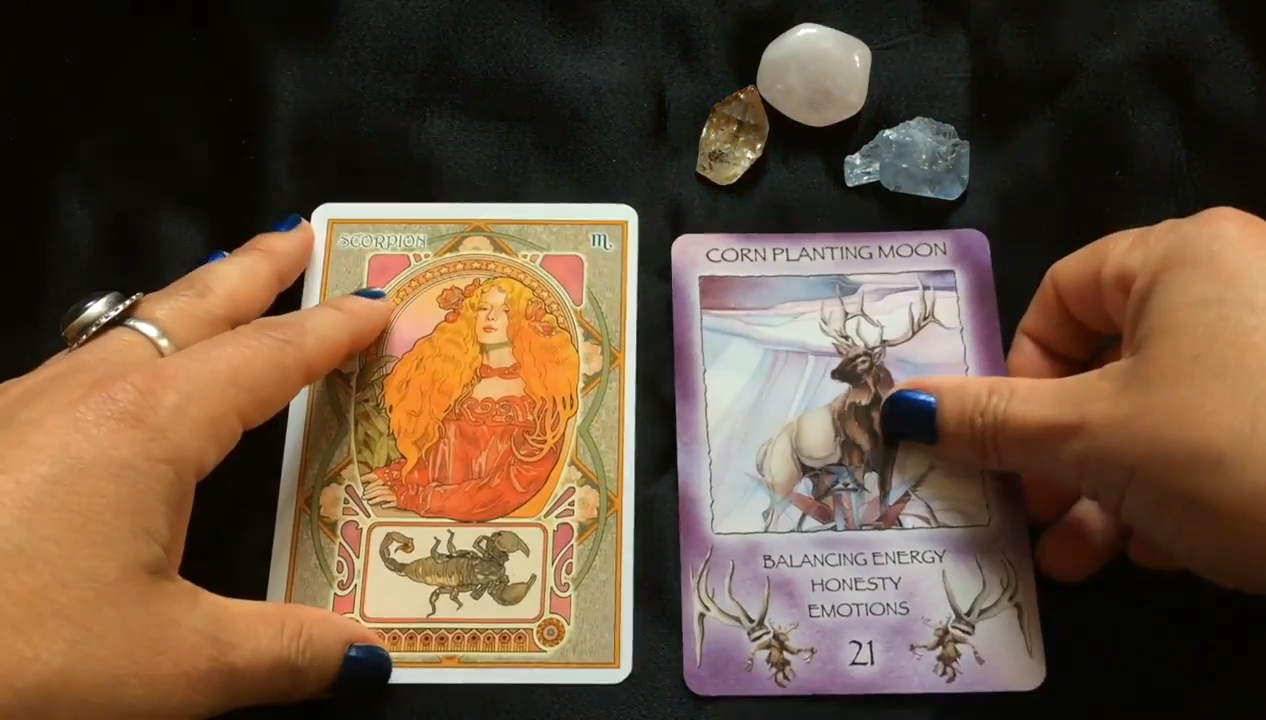 SCORPION ♏
CORN PLANTING MOON
BALANCING ENERGY
HONESTY
EMOTIONS
21